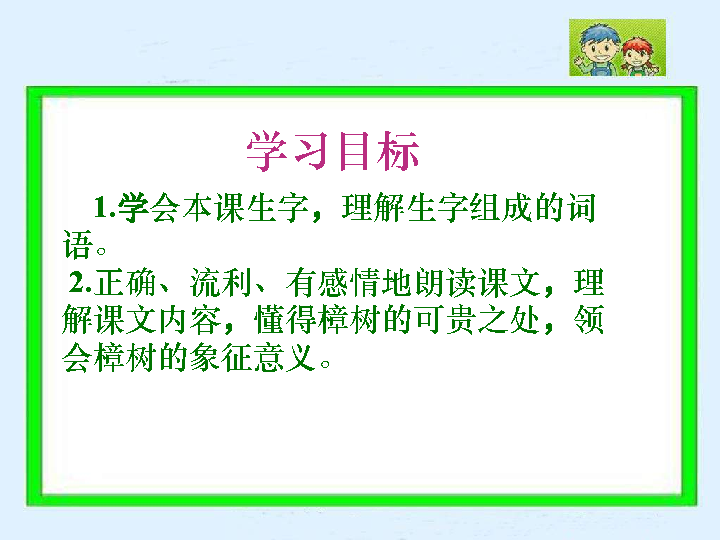 学习目标
1.学会本课生字，理解生字组成的词
语。
2.正确、流利、有感情地朗读课文，理
解课文内容，懂得樟树的可贵之处，领
会樟树的象征意义。